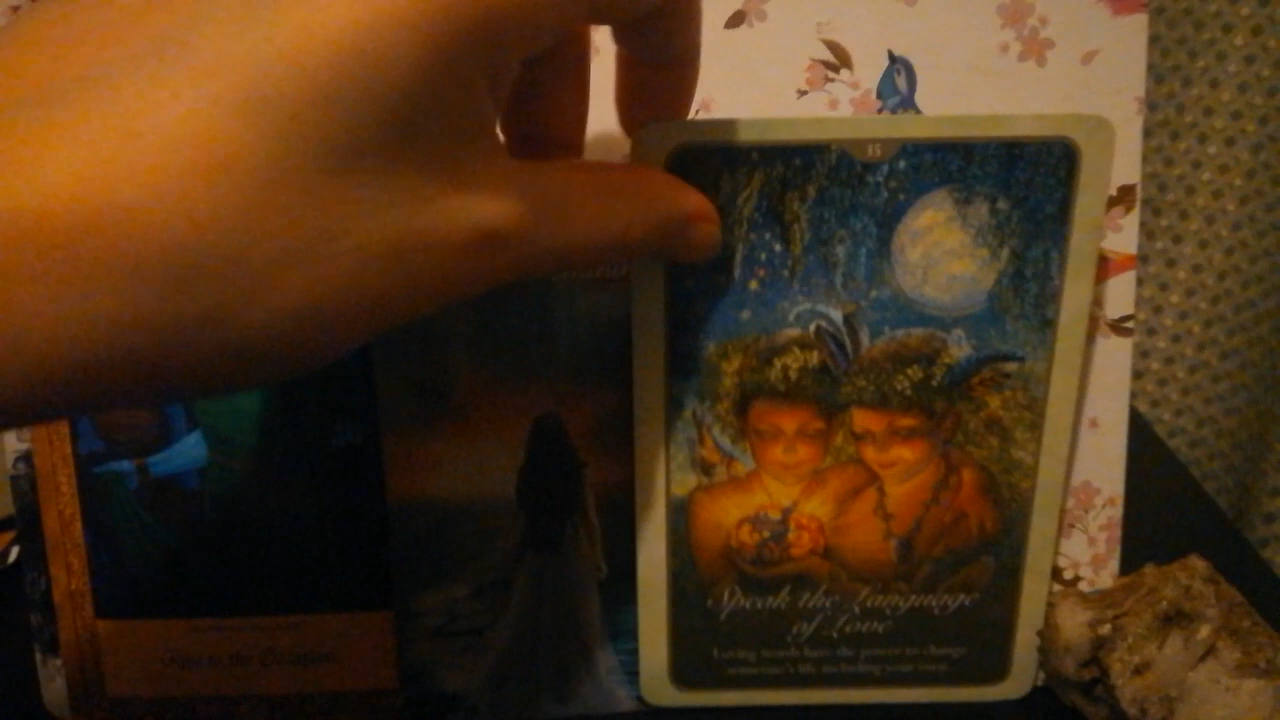 35
Speak the Language
of Love
Loving words have the power to change
someone's life including your own...
Rise to the Occasion